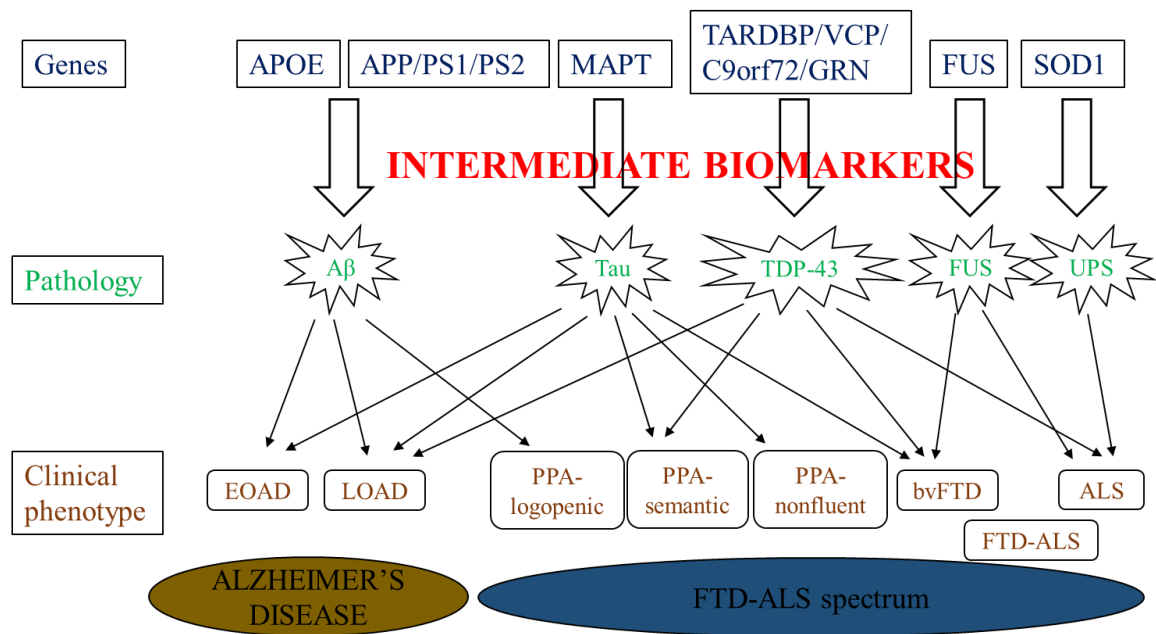 Genes
APOE
APP/PS1/PS2
MAPT
TARDBP/VCP/
C9orf72/GRN
FUS
SOD1
INTERMEDIATE BIOMARKERS
Pathology
Aβ
Tau
TDP-43
FUS
UPS
Clinical
phenotype
EOAD
LOAD
PPA-
logopenic
PPA-
semantic
PPA-
nonfluent
bvFTD
ALS
FTD-ALS
ALZHEIMER'S
DISEASE
FTD-ALS spectrum